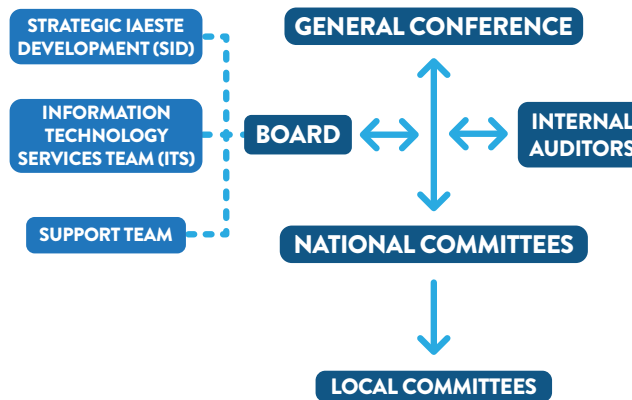 STRATEGIC IAESTE
DEVELOPMENT (SID)
GENERAL CONFERENCE
INFORMATION
TECHNOLOGY
SERVICES TEAM (ITS)
BOARD
INTERNAL
AUDITORS
SUPPORT TEAM
NATIONAL COMMITTEES
LOCAL COMMITTEES